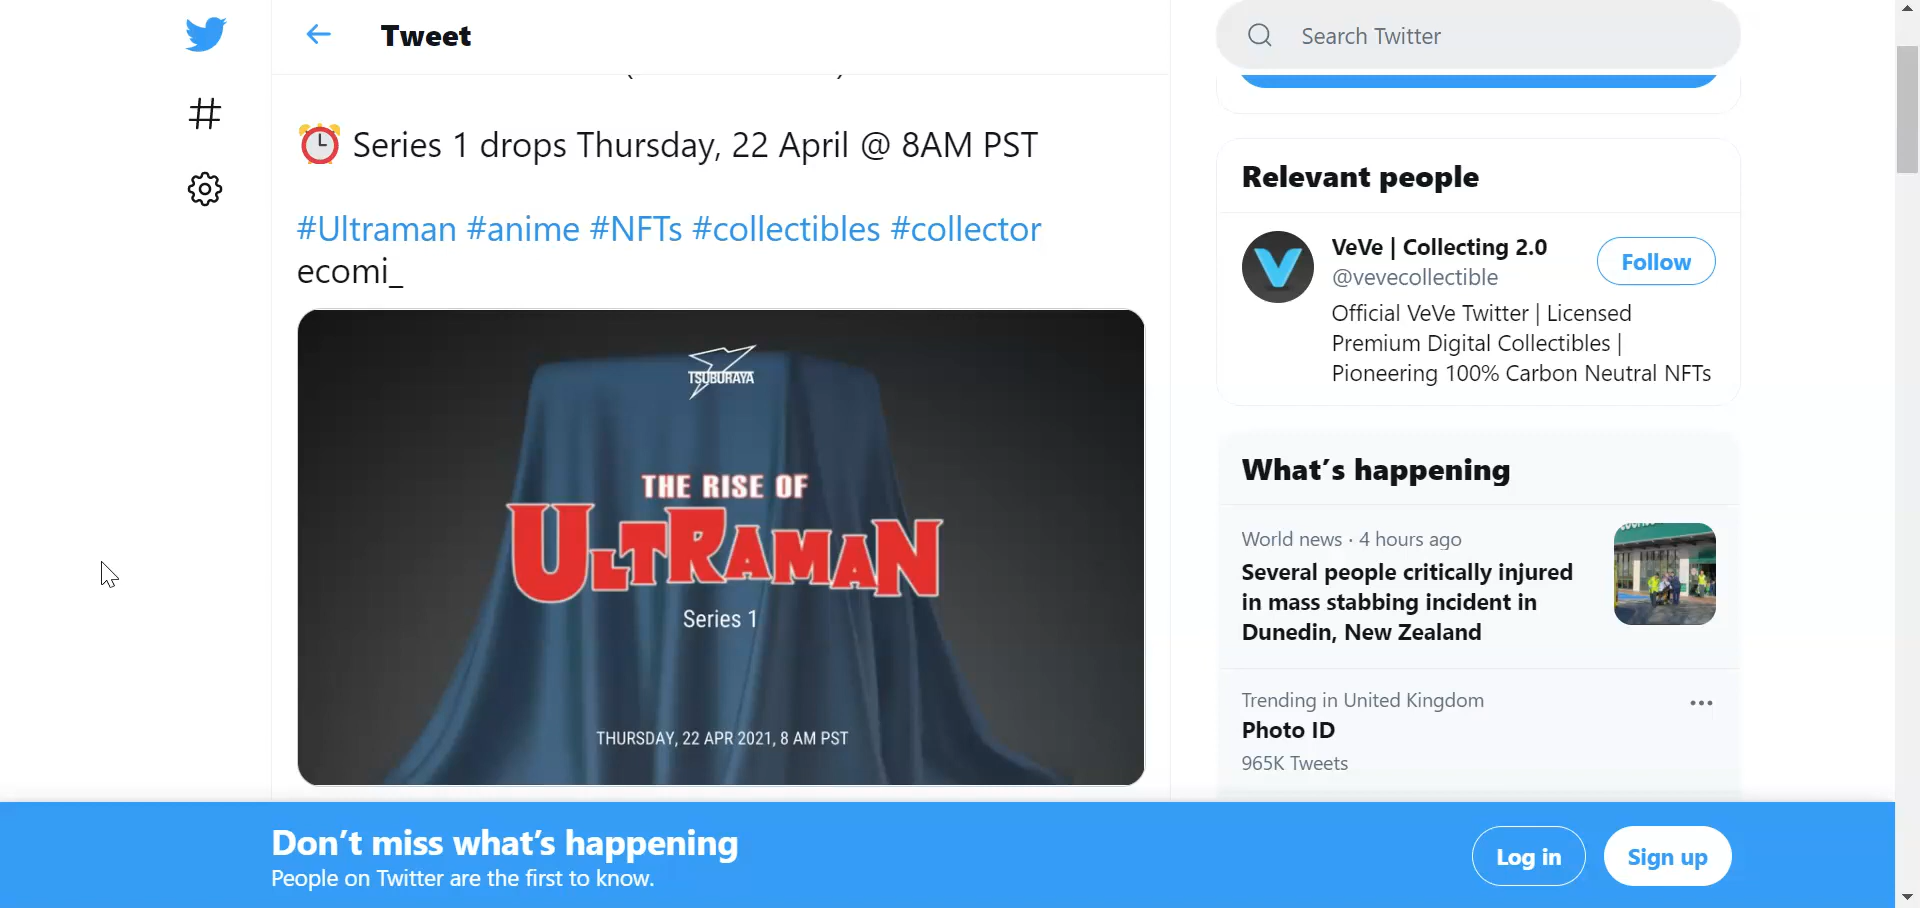 Tweet
Search Twitter
Series 1 drops Thursday, 22 April @ 8AM PST
#Ultraman #anime #NFTs #collectibles #collector
ecomi_
TSUBURAYA
THE RISE OF
ULTRAMAN
Series 1
THURSDAY, 22 APR 2021, 8 AM PST
Relevant people
VeVe | Collecting 2.0
@vevecollectible
Follow
Official VeVe Twitter | Licensed
Premium Digital Collectibles |
Pioneering 100% Carbon Neutral NFTs
What's happening
World news · 4 hours ago
Several people critically injured
in mass stabbing incident in
Dunedin, New Zealand
Trending in United Kingdom
Photo ID
965K Tweets
Don't miss what's happening
People on Twitter are the first to know.
Log in
Sign up